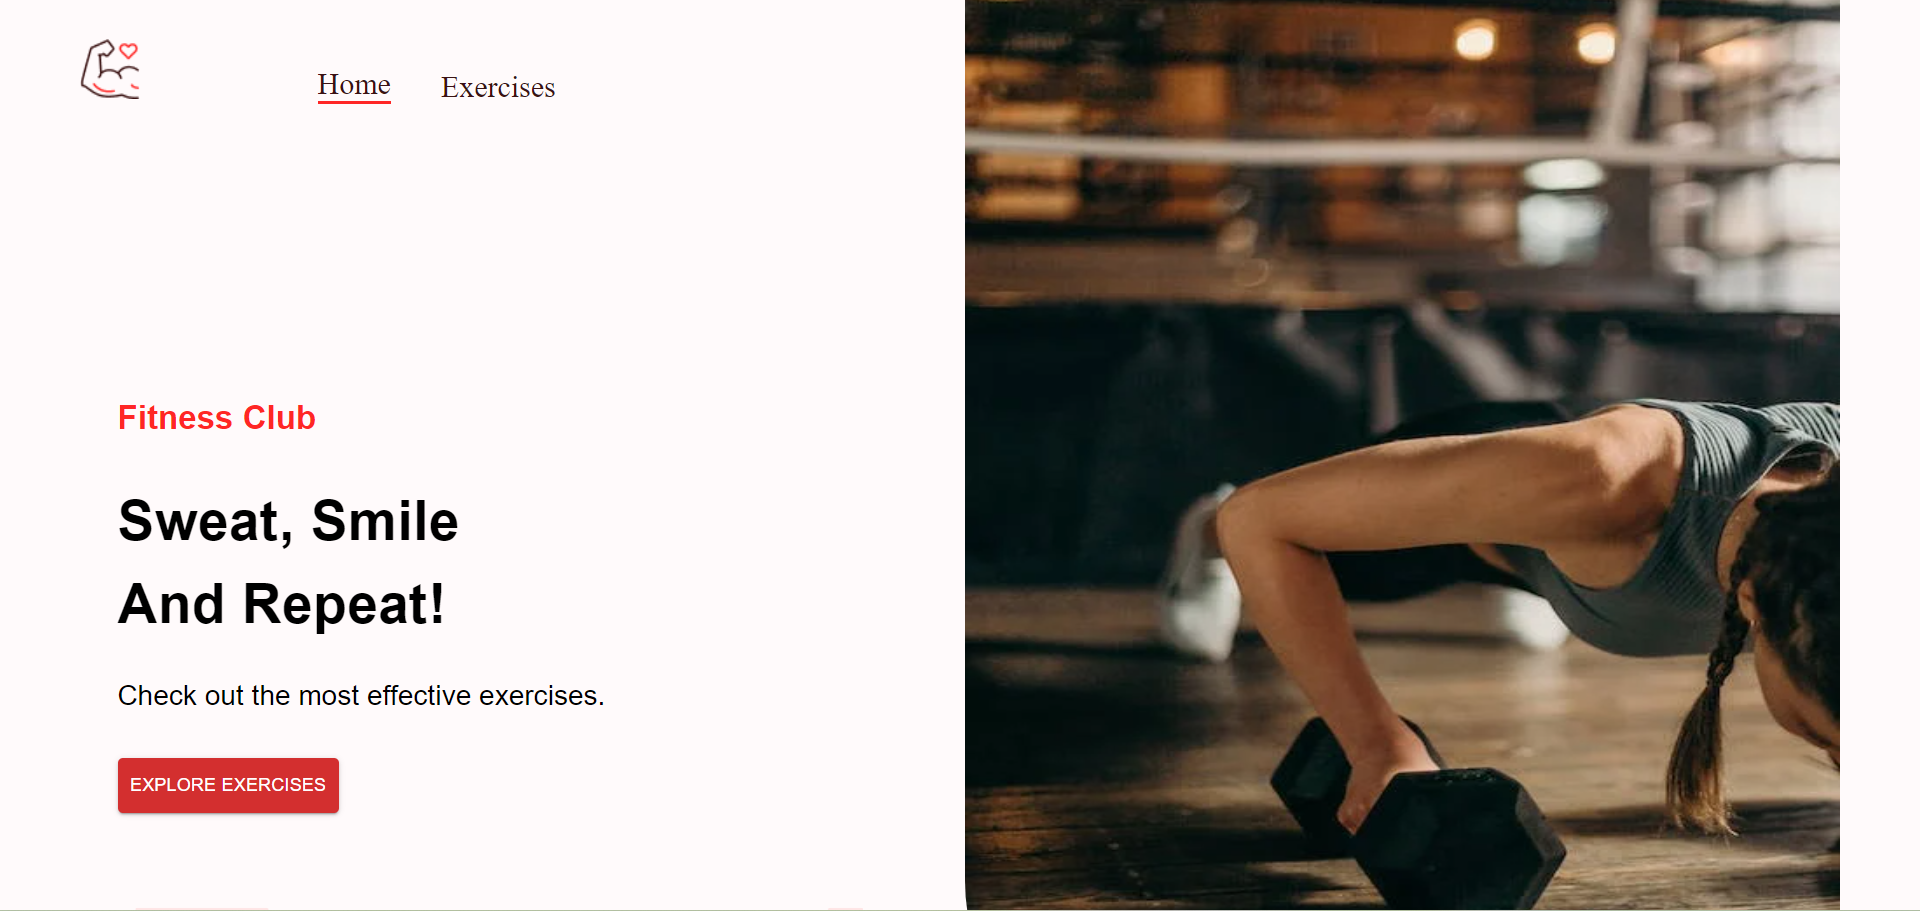 Home Exercises
Fitness Club
Sweat, Smile
And Repeat!
Check out the most effective exercises.
EXPLORE EXERCISES